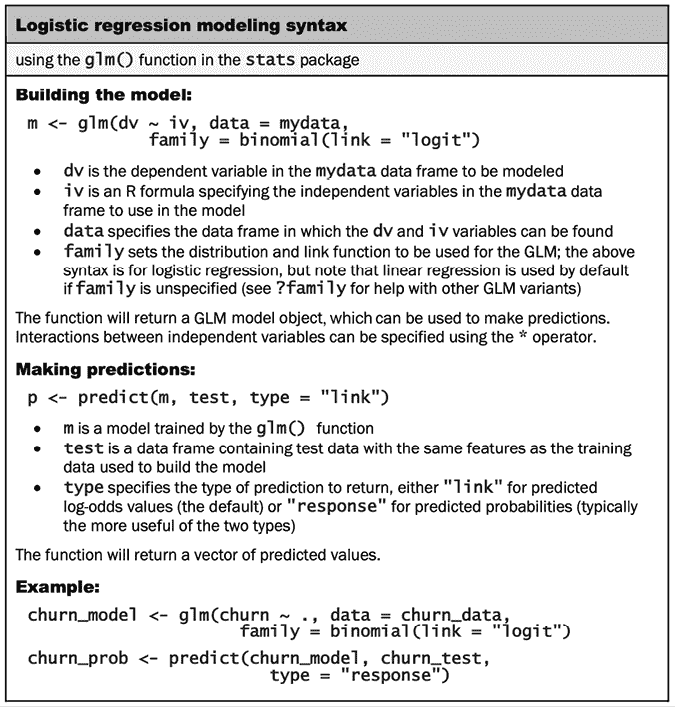 Logistic regression modeling syntax
using the glm() function in the stats package
Building the model:
m <- glm(dv ~ iv, data = mydata,
family = binomial(link = "logit")
• dv is the dependent variable in the mydata data frame to be modeled
• iv is an R formula specifying the independent variables in the mydata data
frame to use in the model
• data specifies the data frame in which the dv and iv variables can be found
• family sets the distribution and link function to be used for the GLM; the above
syntax is for logistic regression, but note that linear regression is used by default
if family is unspecified (see ?family for help with other GLM variants)
The function will return a GLM model object, which can be used to make predictions.
Interactions between independent variables can be specified using the * operator.
Making predictions:
p <- predict(m, test, type = "link")
• m is a model trained by the glm() function
• test is a data frame containing test data with the same features as the training
data used to build the model
• type specifies the type of prediction to return, either "link" for predicted
log-odds values (the default) or "response" for predicted probabilities (typically
the more useful of the two types)
The function will return a vector of predicted values.
Example:
churn_model <- glm(churn ~ ., data = churn_data,
family = binomial(link = "logit")
churn_prob <- predict(churn_model, churn_test,
type = "response")